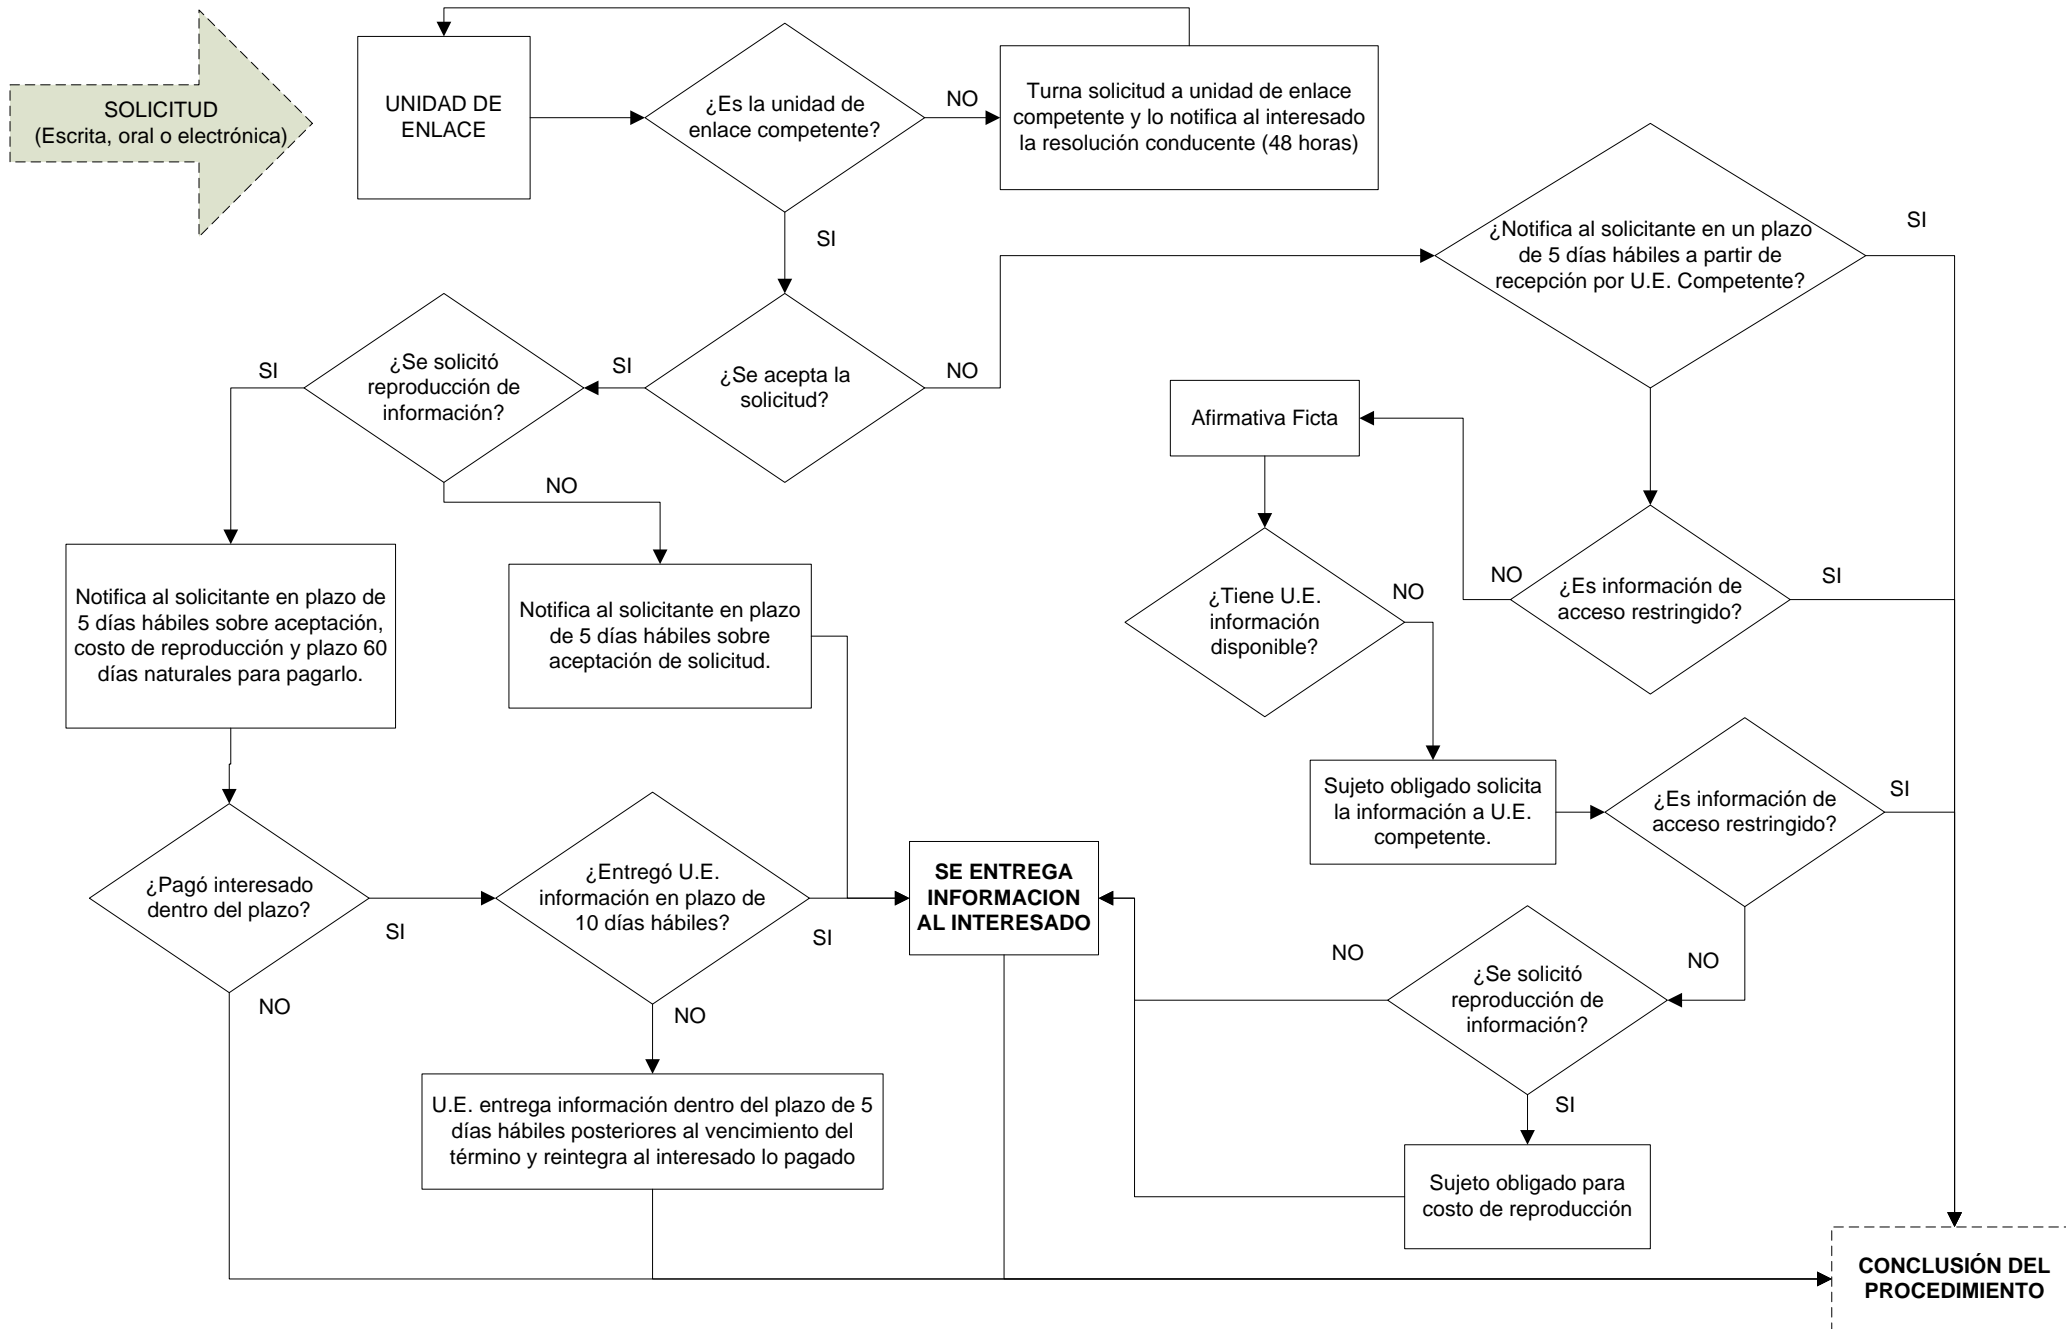 SOLICITUD
(Escrita, oral o electrónica)
UNIDAD DE
ENLACE
¿Es la unidad de
enlace competente?
NO
Turna solicitud a unidad de enlace
competente y lo notifica al interesado
la resolución conducente (48 horas)
SI
¿Notifica al solicitante en un plazo
de 5 días hábiles a partir de
recepción por U.E. Competente?
SI
SI
¿Se solicitó
reproducción de
información?
SI
¿Se acepta la
solicitud?
NO
Afirmativa Ficta
NO
Notifica al solicitante en plazo de
5 días hábiles sobre aceptación,
costo de reproducción y plazo 60
días naturales para pagarlo.
Notifica al solicitante en plazo
de 5 días hábiles sobre
aceptación de solicitud.
¿Tiene U.E.
información
disponible?
NO
NO
¿Es información de
acceso restringido?
SI
Sujeto obligado solicita
la información a U.E.
competente.
¿Es información de
acceso restringido?
SI
¿Pagó interesado
dentro del plazo?
SI
¿Entregó U.E.
información en plazo de
10 días hábiles?
SI
SE ENTREGA
INFORMACION
AL INTERESADO
NO
¿Se solicitó
reproducción de
información?
NO
NO
NO
SI
U.E. entrega información dentro del plazo de 5
días hábiles posteriores al vencimiento del
término y reintegra al interesado lo pagado
Sujeto obligado para
costo de reproducción
CONCLUSIÓN DEL
PROCEDIMIENTO